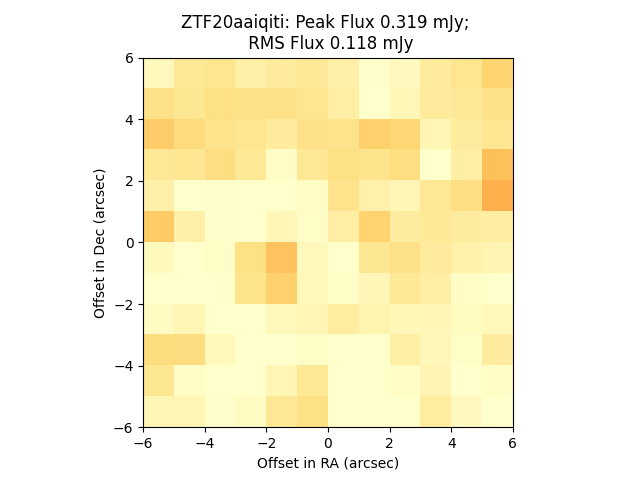 ZTF20aaiqiti: Peak Flux 0.319 mJy;
RMS Flux 0.118 mJy
6
4
2
0
−2
−4
−6
Offset in Dec (arcsec)
−6 −4 −2 0 2 4 6
Offset in RA (arcsec)